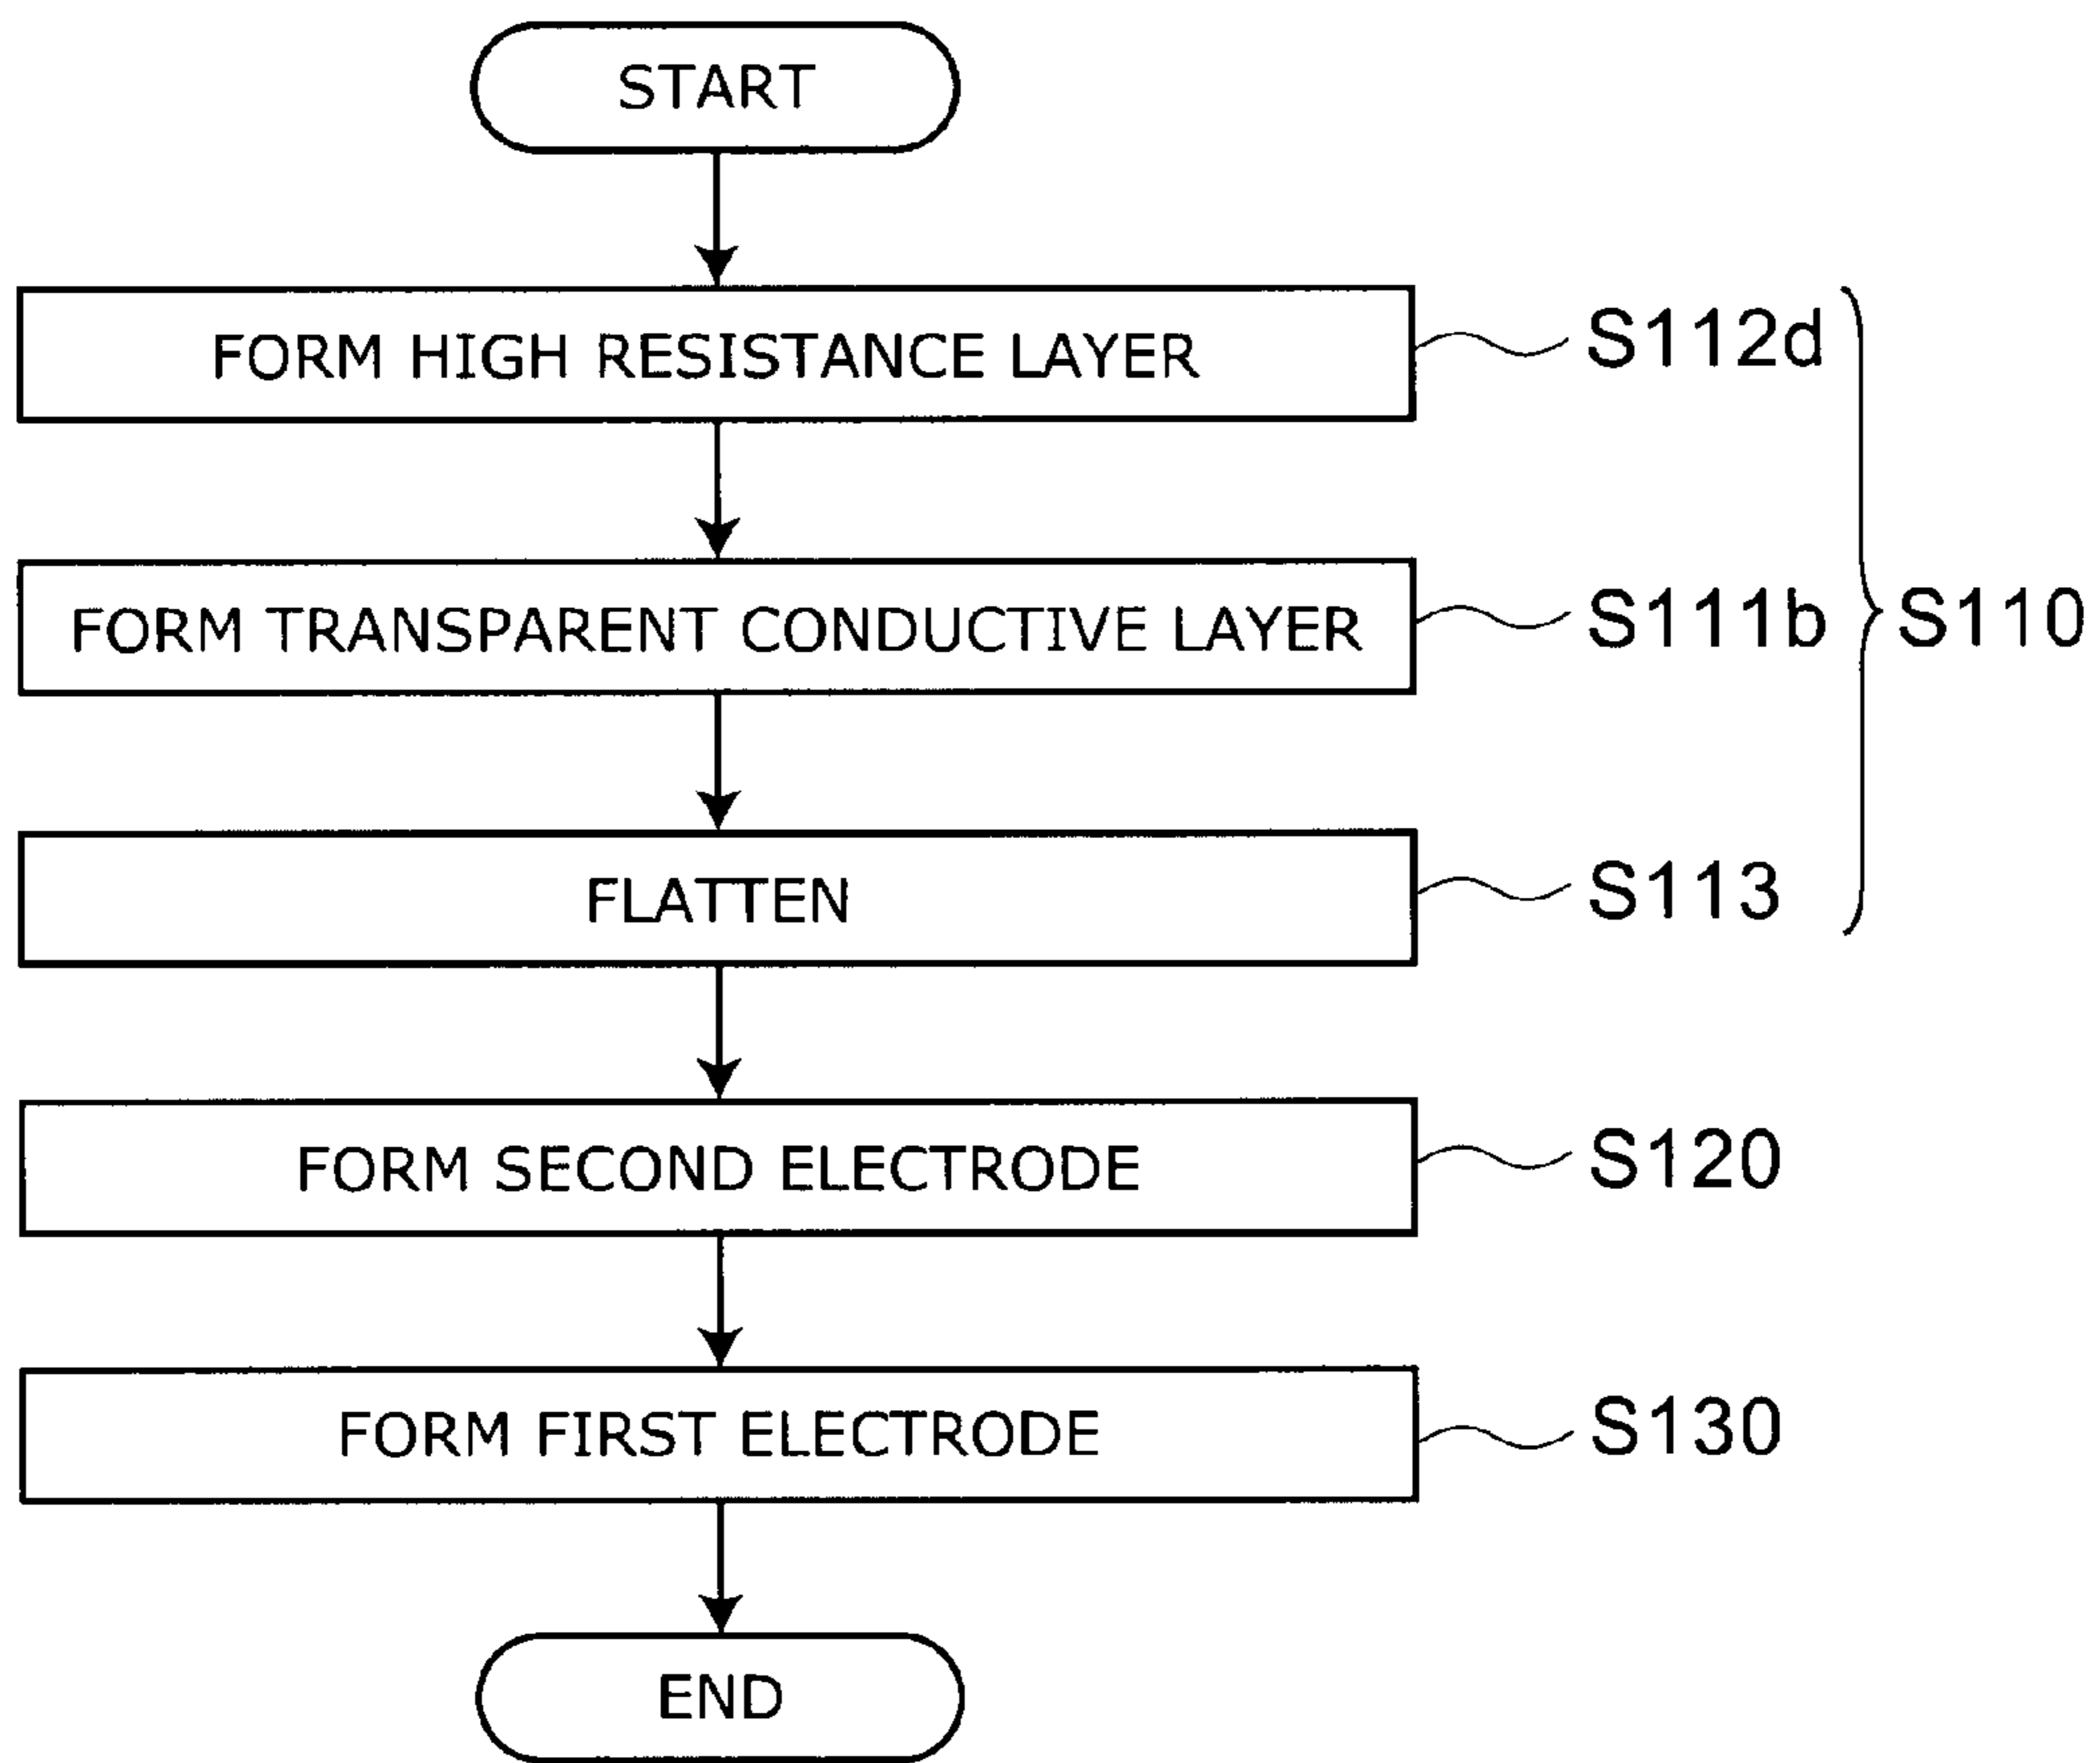 START
FORM HIGH RESISTANCE LAYER
S112d
FORM TRANSPARENT CONDUCTIVE LAYER
S111b
S110
FLATTEN
S113
FORM SECOND ELECTRODE
S120
FORM FIRST ELECTRODE
S130
END